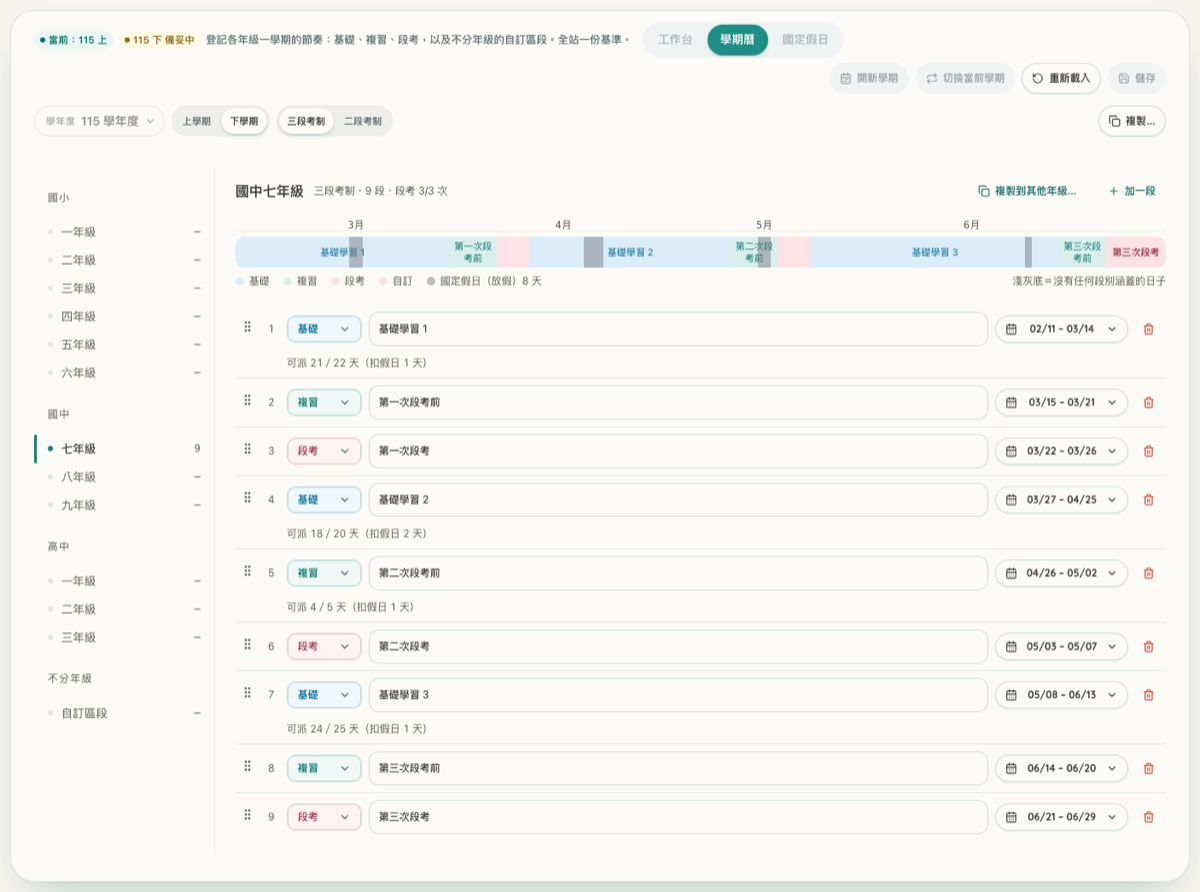 當前：115 上 115 下 備妥中 登記各年級一學期的節奏：基礎、複習、段考，以及不分年級的自訂區段。全站一份基準。 工作台 學期曆 國定假日
開新學期 切換當前學期 重新載入 儲存
學年度 115 學年度 上學期 下學期 三段考制 二段考制 複製...
國小
一年級 –
二年級 –
三年級 –
四年級 –
五年級 –
六年級 –
國中
七年級 9
八年級 –
九年級 –
高中
一年級 –
二年級 –
三年級 –
不分年級
自訂區段 –
國中七年級 三段考制 · 9 段 · 段考 3/3 次 複製到其他年級... + 加一段
3月 4月 5月 6月
基礎學習 1 第一次段考前 基礎學習 2 第二次段考前 基礎學習 3 第三次段考前 第三次段考
基礎 複習 段考 自訂 國定假日（放假）8 天 淺灰底＝沒有任何段別涵蓋的日子
1 基礎 基礎學習 1 02/11 – 03/14
可派 21 / 22 天（扣假日 1 天）
2 複習 第一次段考前 03/15 – 03/21
3 段考 第一次段考 03/22 – 03/26
4 基礎 基礎學習 2 03/27 – 04/25
可派 18 / 20 天（扣假日 2 天）
5 複習 第二次段考前 04/26 – 05/02
可派 4 / 5 天（扣假日 1 天）
6 段考 第二次段考 05/03 – 05/07
7 基礎 基礎學習 3 05/08 – 06/13
可派 24 / 25 天（扣假日 1 天）
8 複習 第三次段考前 06/14 – 06/20
9 段考 第三次段考 06/21 – 06/29